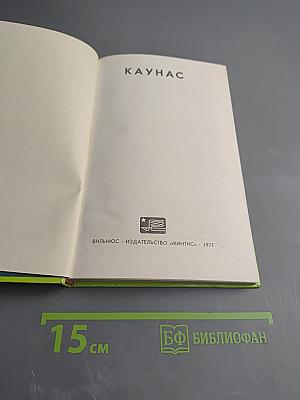 КАУНАС
ВИЛЬНЮС · ИЗДАТЕЛЬСТВО «МИНТИС» · 1977
15 см
БФ БИБЛИОФАН